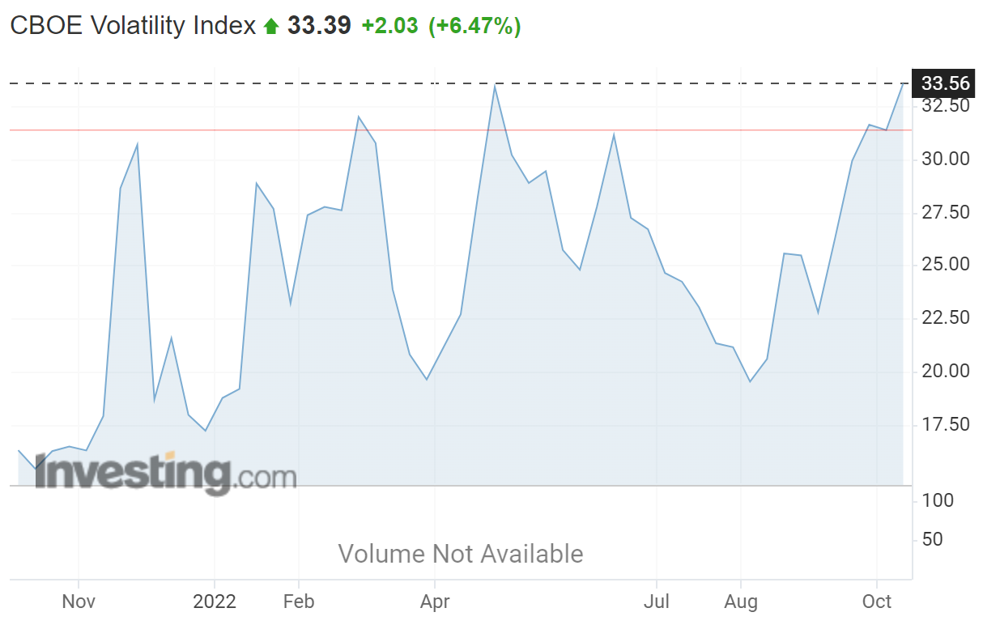 CBOE Volatility Index 33.39 +2.03 (+6.47%)
33.56
32.50
30.00
27.50
25.00
22.50
20.00
17.50
Investing.com
100
50
Volume Not Available
Nov 2022 Feb Apr Jul Aug Oct